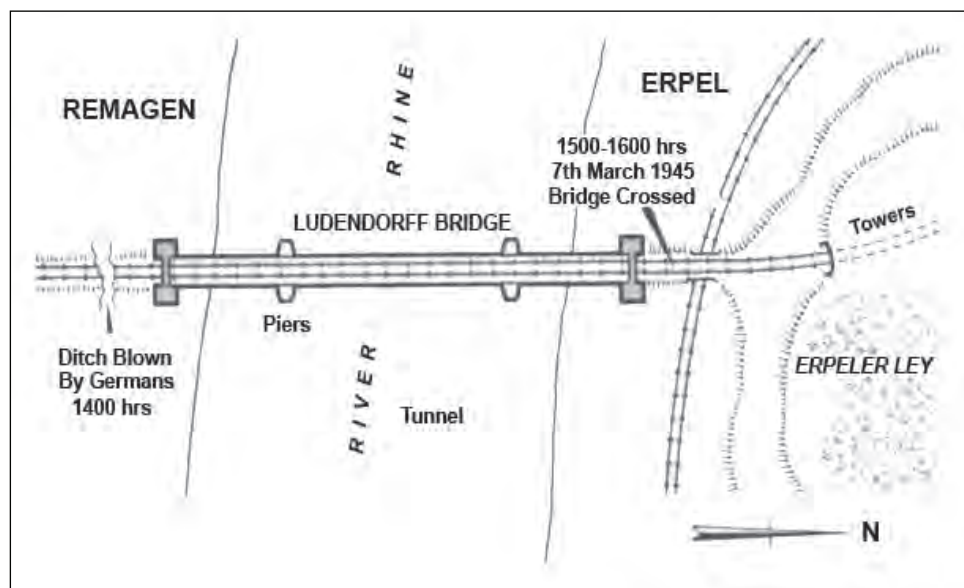 REMAGEN
RIVER RHINE
ERPEL
1500-1600 hrs
7th March 1945
Bridge Crossed
LUDENDORFF BRIDGE
Towers
Piers
Ditch Blown
By Germans
1400 hrs
Tunnel
ERPELER LEY
N